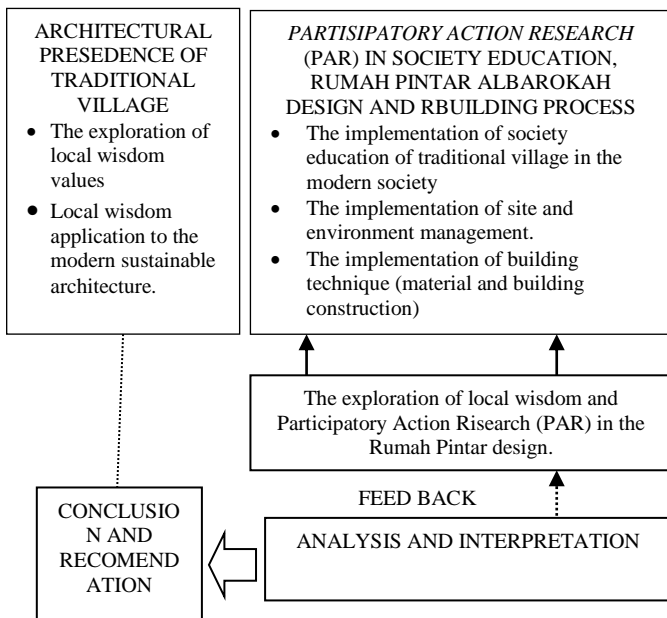 ARCHITECTURAL
PRESEDENCE OF
TRADITIONAL
VILLAGE
• The exploration of
local wisdom
values
• Local wisdom
application to the
modern sustainable
architecture.
PARTISIPATORY ACTION RESEARCH
(PAR) IN SOCIETY EDUCATION,
RUMAH PINTAR ALBAROKAH
DESIGN AND RBUILDING PROCESS
• The implementation of society
education of traditional village in the
modern society
• The implementation of site and
environment management.
• The implementation of building
technique (material and building
construction)
The exploration of local wisdom and
Participatory Action Risearch (PAR) in the
Rumah Pintar design.
FEED BACK
CONCLUSIO
N AND
RECOMEND
ATION
ANALYSIS AND INTERPRETATION